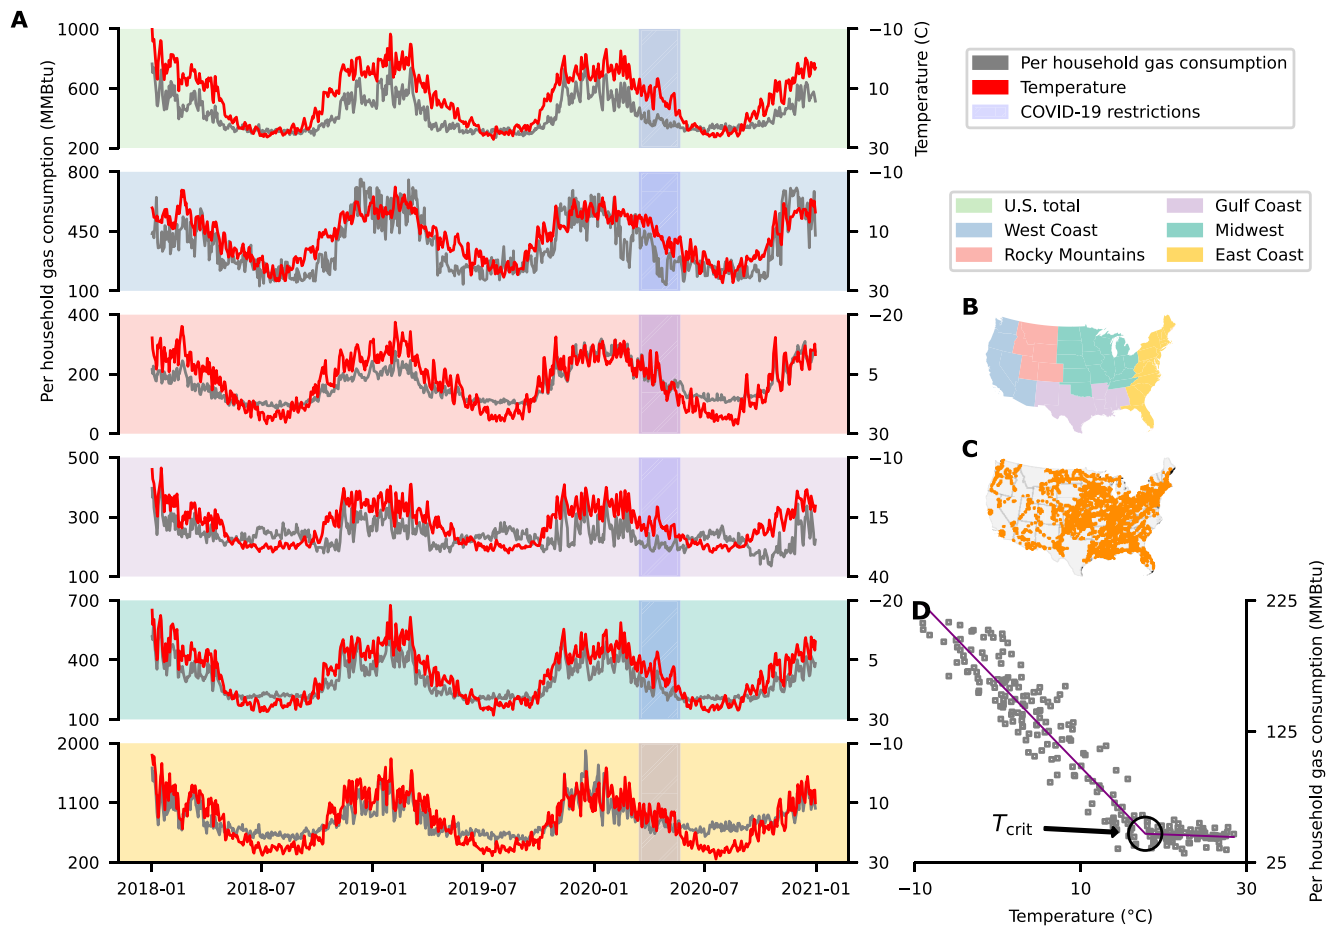 A
Per household gas consumption (MMBtu)
1000
600
200
−10
10
30
Temperature (C)
Per household gas consumption
Temperature
COVID-19 restrictions
800
450
100
−10
10
30
U.S. total
West Coast
Rocky Mountains
Gulf Coast
Midwest
East Coast
400
200
0
−20
5
30
B
500
300
100
−10
15
40
C
700
400
100
−20
5
30
2000
1100
200
−10
10
30
2018-01
2018-07
2019-01
2019-07
2020-01
2020-07
2021-01
D
Tcrit
225
125
25
Per household gas consumption (MMBtu)
−10
10
30
Temperature (°C)